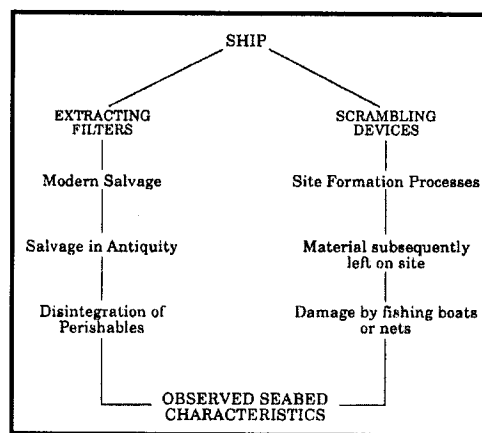 SHIP
EXTRACTING
FILTERS
Modern Salvage
Salvage in Antiquity
Disintegration of
Perishables
SCRAMBLING
DEVICES
Site Formation Processes
Material subsequently
left on site
Damage by fishing boats
or nets
OBSERVED SEABED
CHARACTERISTICS